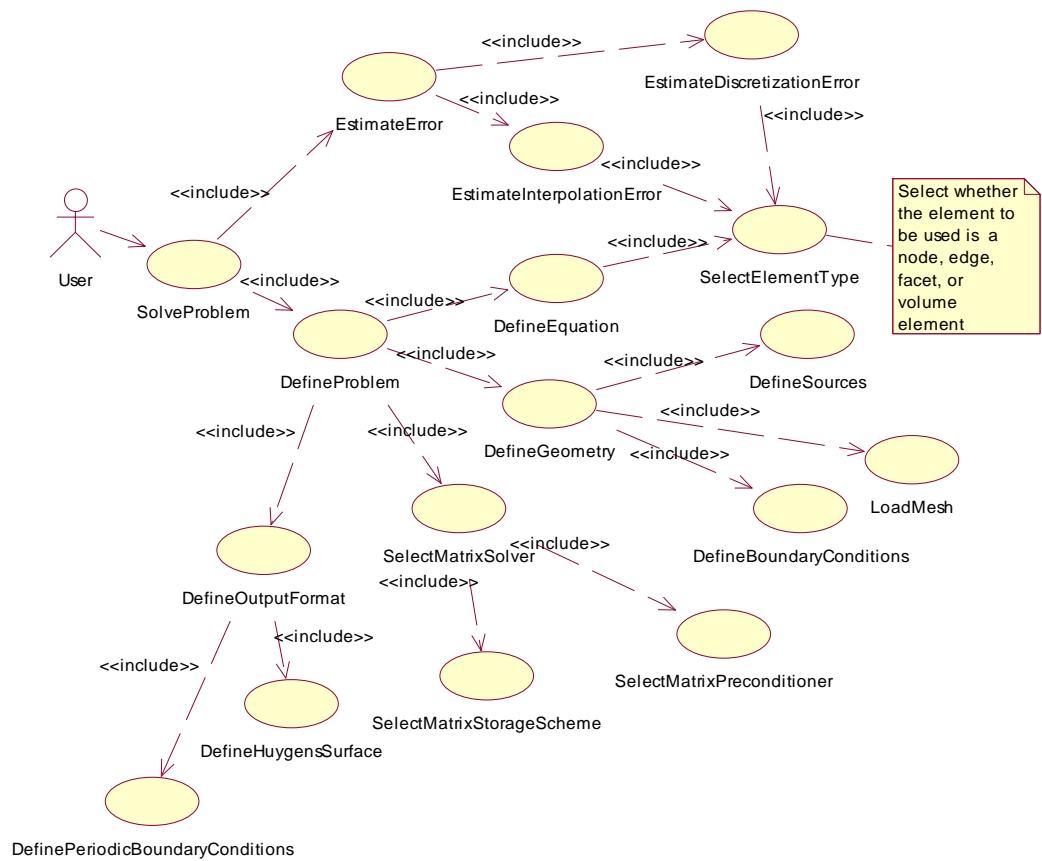 <<include>>
EstimateDiscretizationError
<<include>>
EstimateError
<<include>>
<<include>>
EstimateInterpolationError
<<include>>
Select whether
the element to
be used is a
node, edge,
facet, or
volume
element
User
SolveProblem
<<include>>
<<include>>
SelectElementType
<<include>>
DefineEquation
DefineProblem
<<include>>
<<include>>
DefineSources
<<include>>
DefineGeometry
<<include>>
LoadMesh
<<include>>
DefineBoundaryConditions
<<include>>
<<include>>
SelectMatrixSolver
<<include>>
<<include>>
SelectMatrixPreconditioner
SelectMatrixStorageScheme
DefineOutputFormat
<<include>>
<<include>>
DefineHuygensSurface
DefinePeriodicBoundaryConditions